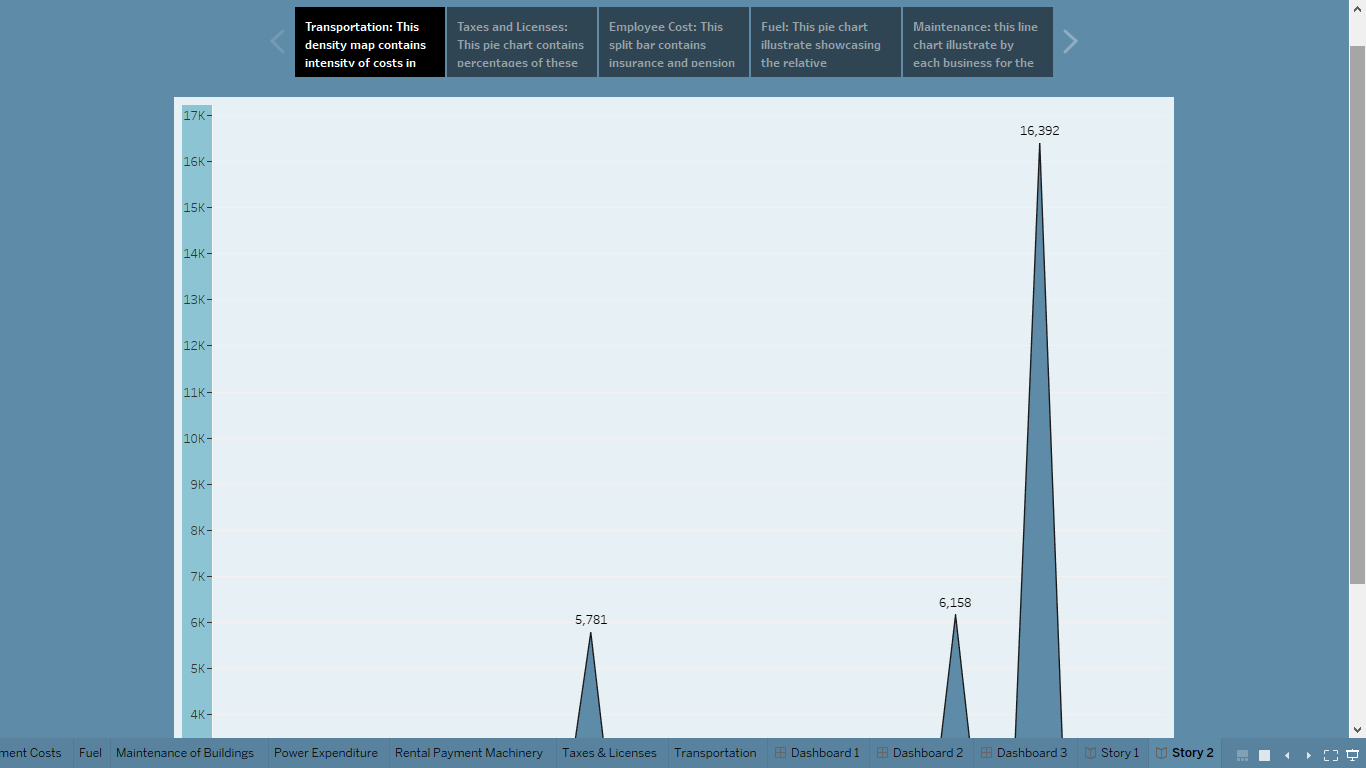 Transportation: This
density map contains
intensity of costs in
Taxes and Licenses:
This pie chart contains
percentages of these
Employee Cost: This
split bar contains
insurance and pension
Fuel: This pie chart
illustrate showcasing
the relative
Maintenance: this line
chart illustrate by
each business for the
17K
16K
15K
14K
13K
12K
11K
10K
9K
8K
7K
6K
5K
4K
16,392
6,158
5,781
ment Costs
Fuel
Maintenance of Buildings
Power Expenditure
Rental Payment Machinery
Taxes & Licenses
Transportation
Dashboard 1
Dashboard 2
Dashboard 3
Story 1
Story 2